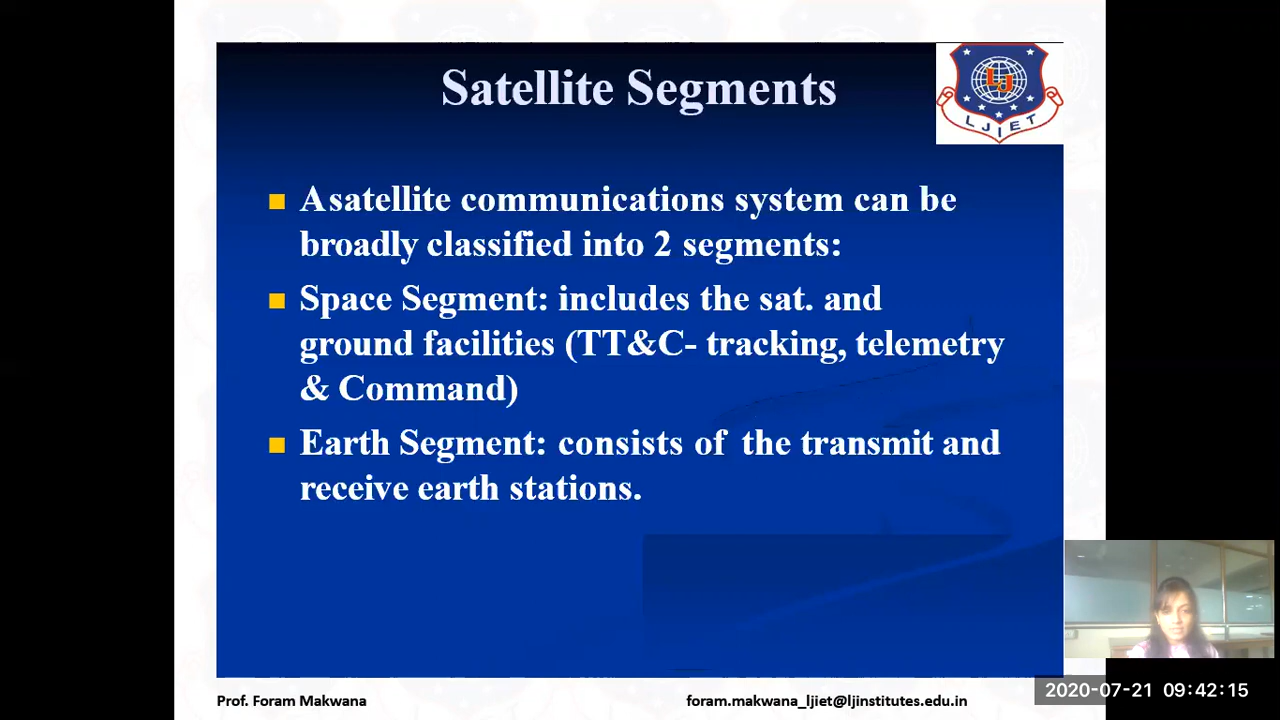 Satellite Segments
LJIET
A satellite communications system can be
broadly classified into 2 segments:
Space Segment: includes the sat. and
ground facilities (TT&C- tracking, telemetry
& Command)
Earth Segment: consists of the transmit and
receive earth stations.
Prof. Foram Makwana
foram.makwana_ljiet@ljinstitutes.edu.in
2020-07-21 09:42:15